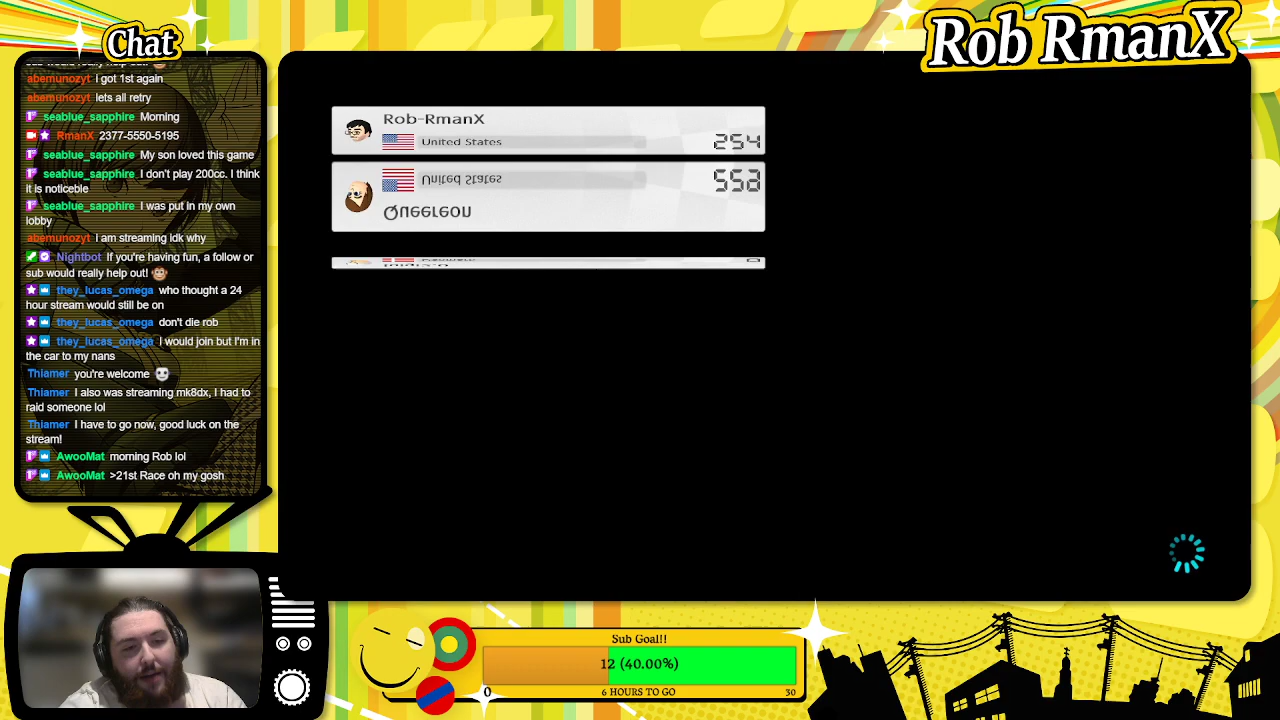 Chat
Rob RmanX
abemunozyt I got 1st again
abemunozyt lets all retry
seablue_sapphire Morning
RmanX 2377-5550-5195
seablue_sapphire My son loved this game
seablue_sapphire I don't play 200cc. I think
It is noticeble
seablue_sapphire I was put in my own
lobby
abemunozyt I am streaming idk why
Nightbot If you're having fun, a follow or
sub would really help out!
they_lucas_omega who thought a 24
hour stream would still be on
they_lucas_omega don't die rob
they_lucas_omega I would join but I'm in
the car to my nans
Thiamer you're welcome
Thiamer I also was streaming mk8dx, I had to
raid someone lol
Thiamer I have to go now, good luck on the
stream!
AwooMat morning Rob lol
AwooMat >21st Race oh my gosh
Rob-RmanX
United States
254
United States
Queereon
Sub Goal!!
12 (40.00%)
0
6 HOURS TO GO
30